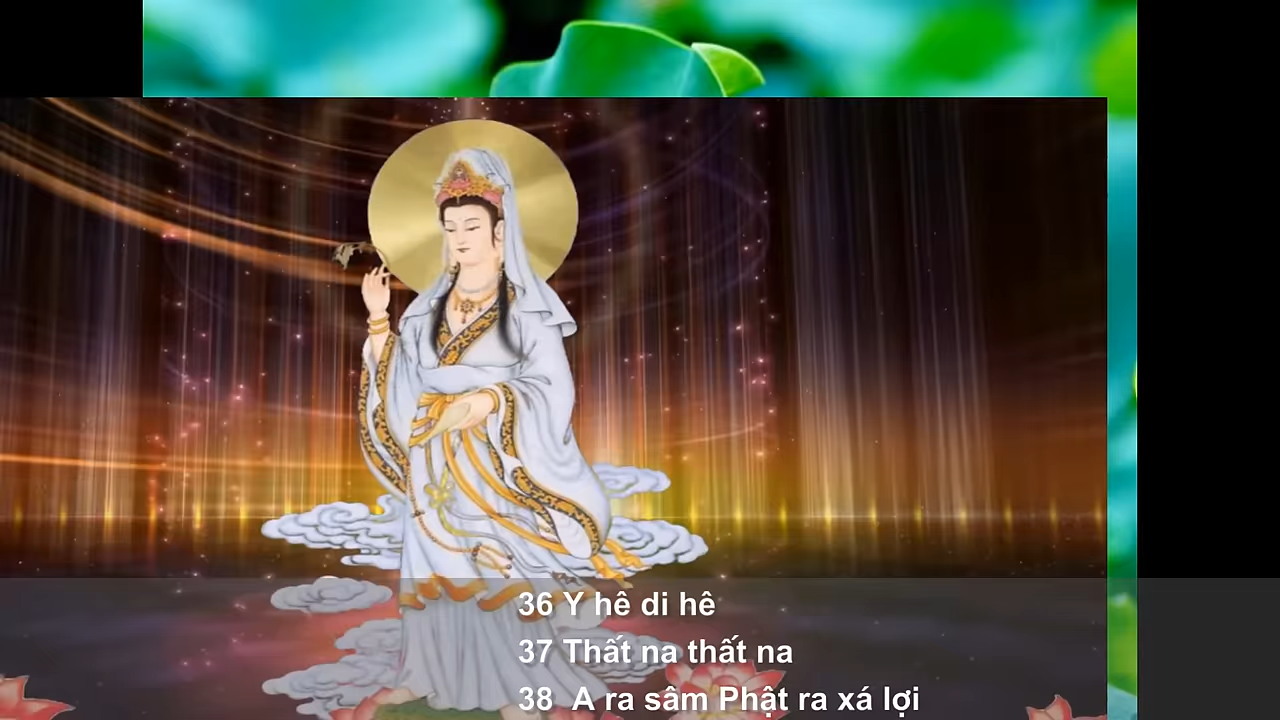 36 Y hê di hê
37 Thất na thất na
38  A ra sâm Phật ra xá lợi